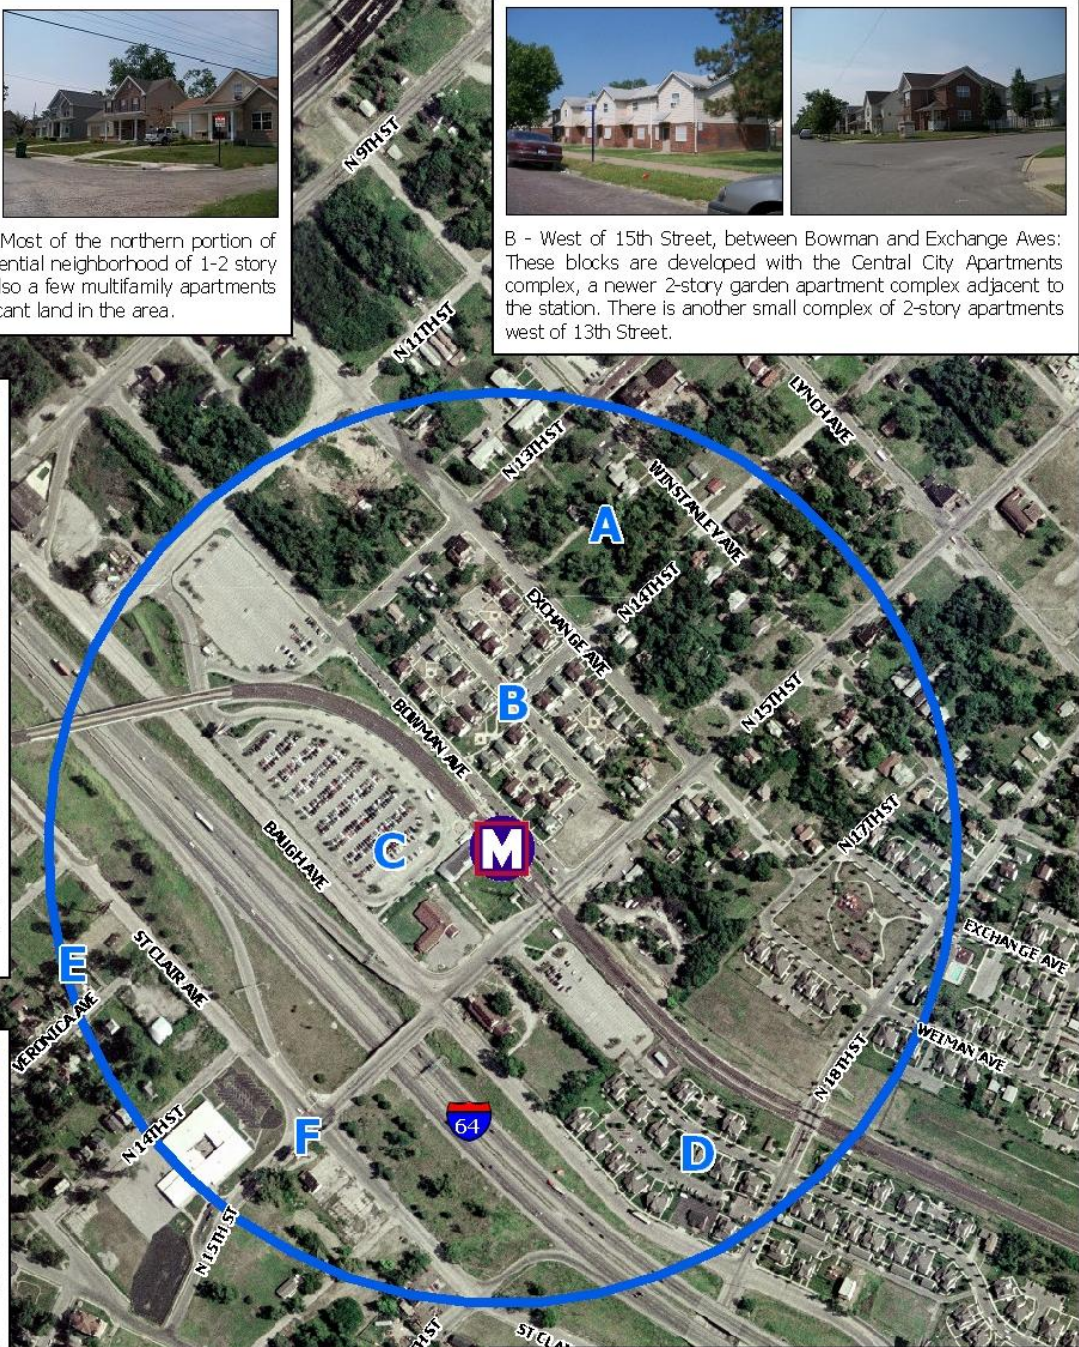 Most of the northern portion of
ential neighborhood of 1-2 story
so a few multifamily apartments
cant land in the area.
B - West of 15th Street, between Bowman and Exchange Aves:
These blocks are developed with the Central City Apartments
complex, a newer 2-story garden apartment complex adjacent to
the station. There is another small complex of 2-story apartments
west of 13th Street.
N 9TH ST
N 11TH ST
LYNCH AVE
N 13TH ST
WINSTANLEY AVE
A
N 14TH ST
EXCHANGE AVE
N 15TH ST
B
BOWMAN AVE
N 17TH ST
BAUGH AVE
C
M
EXCHANGE AVE
ST CLAIR AVE
E
VERONICA AVE
WEIMAN AVE
N 18TH ST
64
N 14TH ST
F
D
N 15TH ST
TH ST
ST CLA